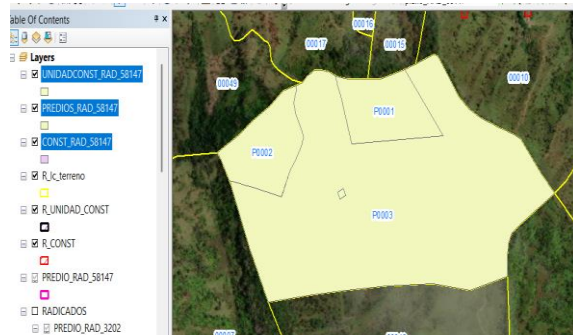 Table Of Contents
Layers
UNIDADCONST_RAD_58147
PREDIOS_RAD_58147
CONST_RAD_58147
R_lc_terreno
R_UNIDAD_CONST
R_CONST
PREDIO_RAD_58147
RADICADOS
PREDIO_RAD_3202
00016
00017
00015
00049
00010
P0001
P0002
P0003